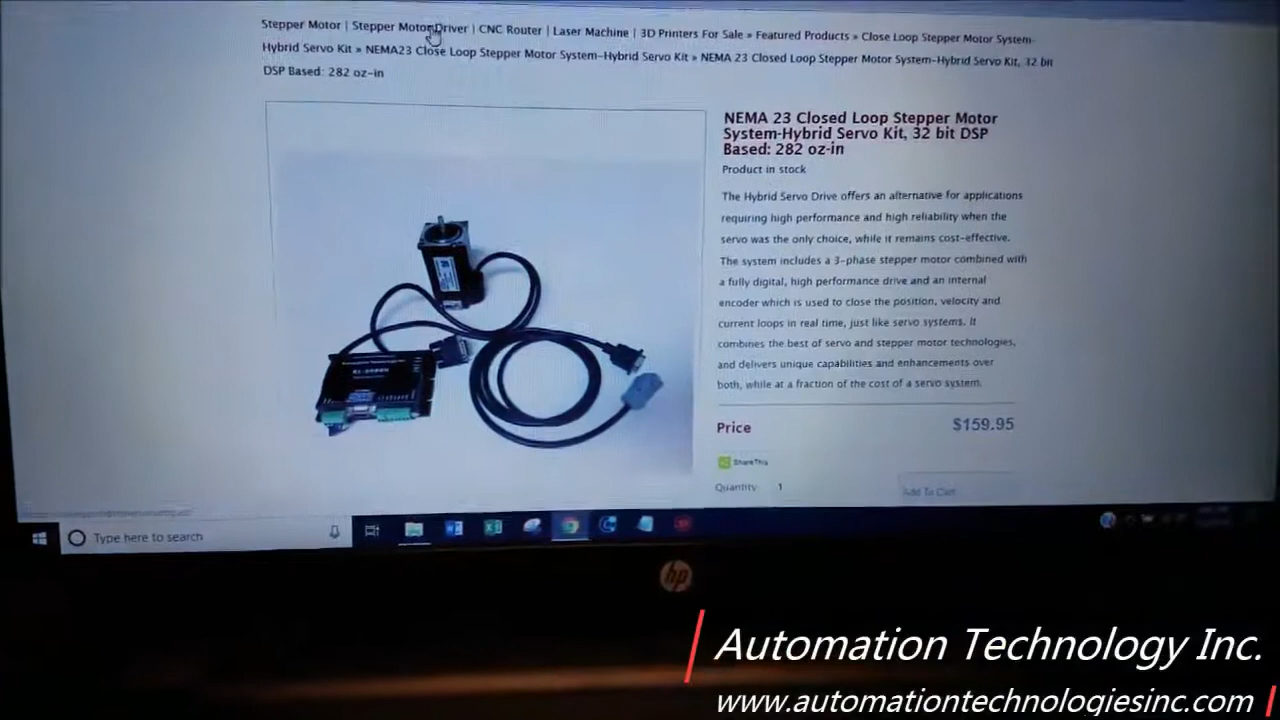 Stepper Motor | Stepper Motor Driver | CNC Router | Laser Machine | 3D Printers For Sale » Featured Products » Close Loop Stepper Motor System-
Hybrid Servo Kit » NEMA23 Close Loop Stepper Motor System-Hybrid Servo Kit » NEMA 23 Closed Loop Stepper Motor System-Hybrid Servo Kit, 32 bit
DSP Based: 282 oz-in
NEMA 23 Closed Loop Stepper Motor
System-Hybrid Servo Kit, 32 bit DSP
Based: 282 oz-in
Product in stock
The Hybrid Servo Drive offers an alternative for applications
requiring high performance and high reliability when the
servo was the only choice, while it remains cost-effective.
The system includes a 3-phase stepper motor combined with
a fully digital, high performance drive and an internal
encoder which is used to close the position, velocity and
current loops in real time, just like servo systems. It
combines the best of servo and stepper motor technologies,
and delivers unique capabilities and enhancements over
both, while at a fraction of the cost of a servo system.
Price $159.95
ShareThis
Quantity: 1 Add To Cart
Type here to search
hp
Automation Technology Inc.
www.automationtechnologiesinc.com